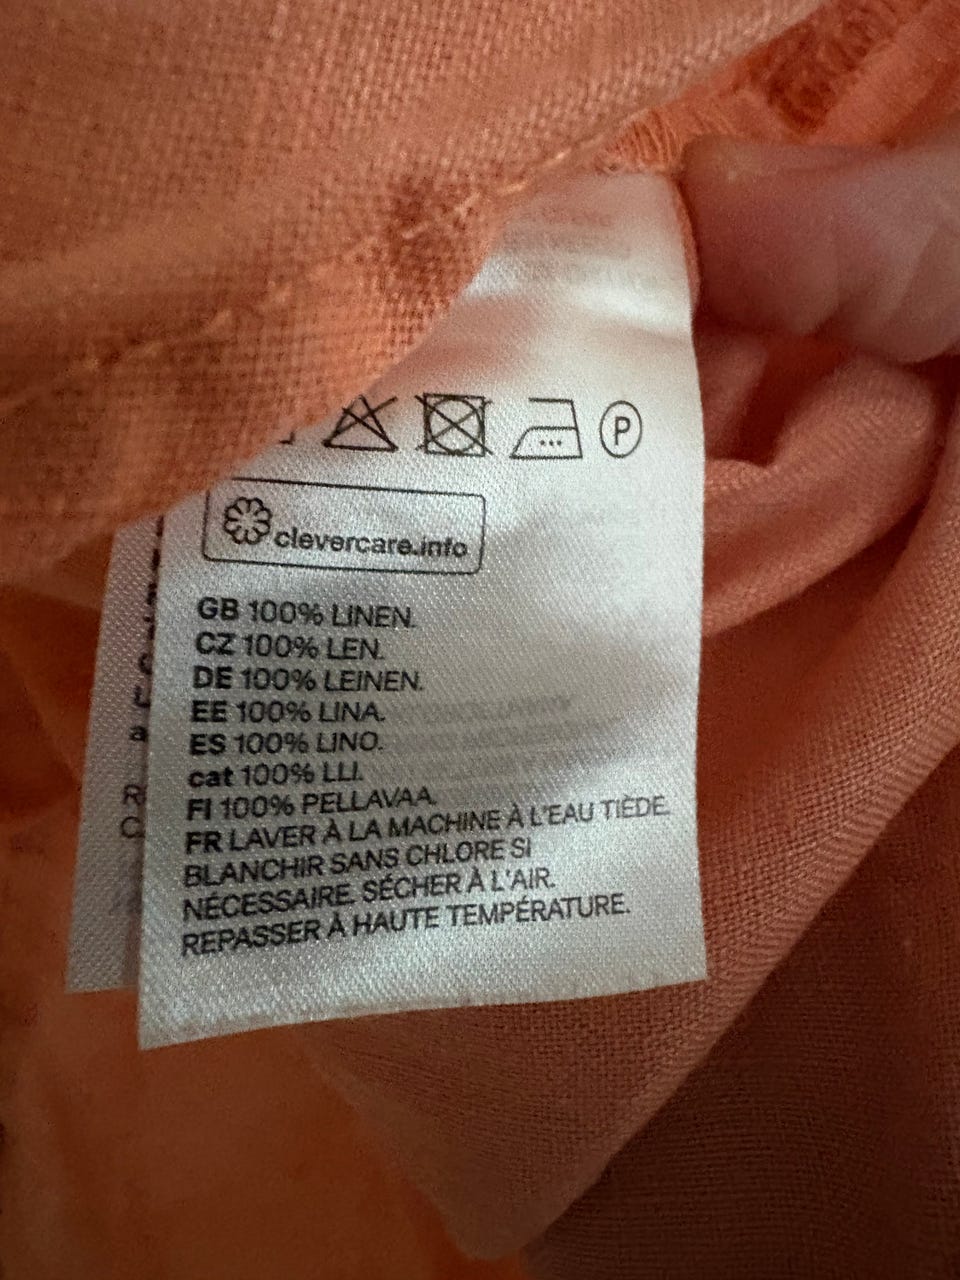 P
clevercare.info
GB 100% LINEN.
CZ 100% LEN.
DE 100% LEINEN.
EE 100% LINA.
ES 100% LINO.
cat 100% LLI.
FI 100% PELLAVAA.
FR LAVER À LA MACHINE À L'EAU TIÈDE.
BLANCHIR SANS CHLORE SI
NÉCESSAIRE. SÉCHER À L'AIR.
REPASSER À HAUTE TEMPÉRATURE.